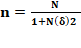 n = N / 1+N(δ)2